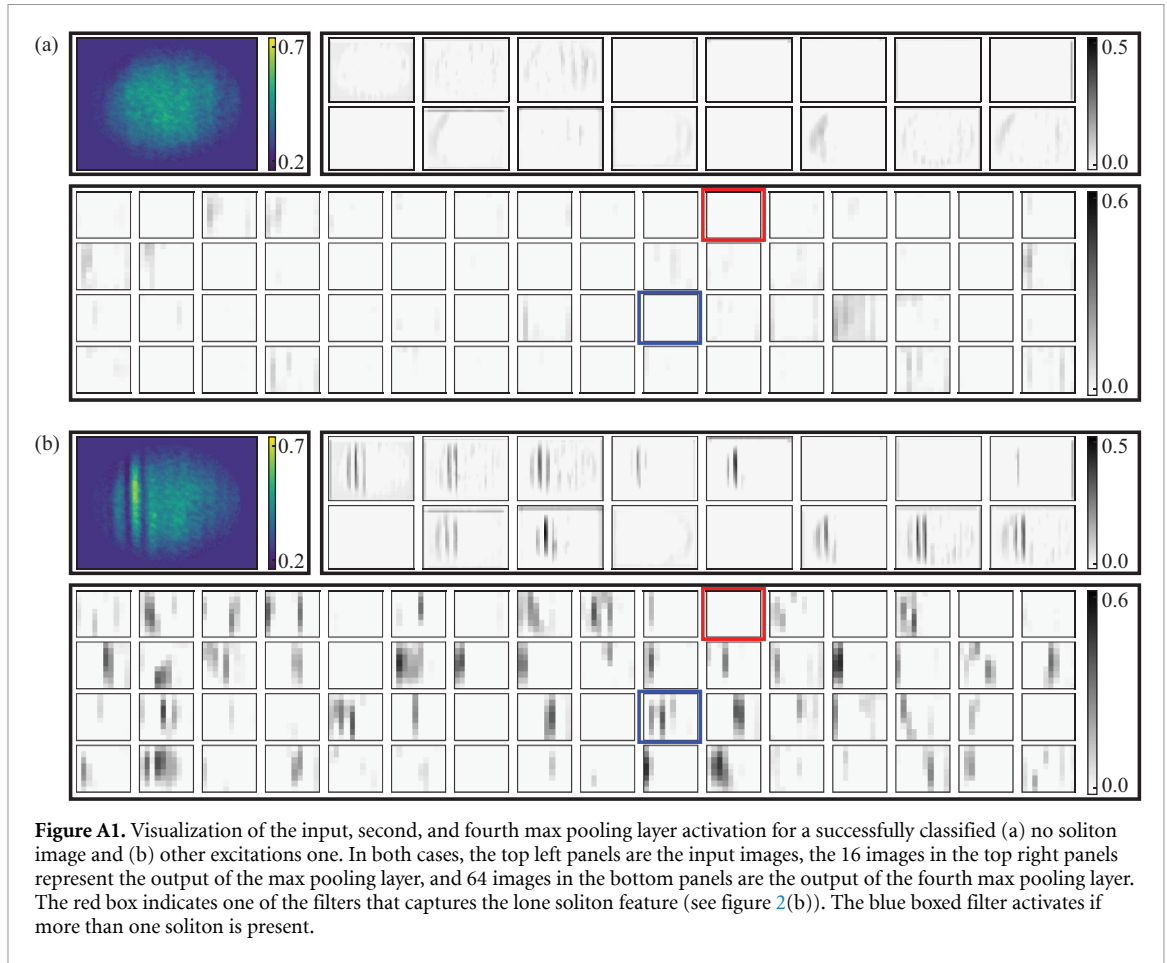 (a)
0.7
0.2
0.5
0.0
0.6
0.0
(b)
0.7
0.2
0.5
0.0
0.6
0.0
Figure A1. Visualization of the input, second, and fourth max pooling layer activation for a successfully classified (a) no soliton
image and (b) other excitations one. In both cases, the top left panels are the input images, the 16 images in the top right panels
represent the output of the max pooling layer, and 64 images in the bottom panels are the output of the fourth max pooling layer.
The red box indicates one of the filters that captures the lone soliton feature (see figure 2(b)). The blue boxed filter activates if
more than one soliton is present.